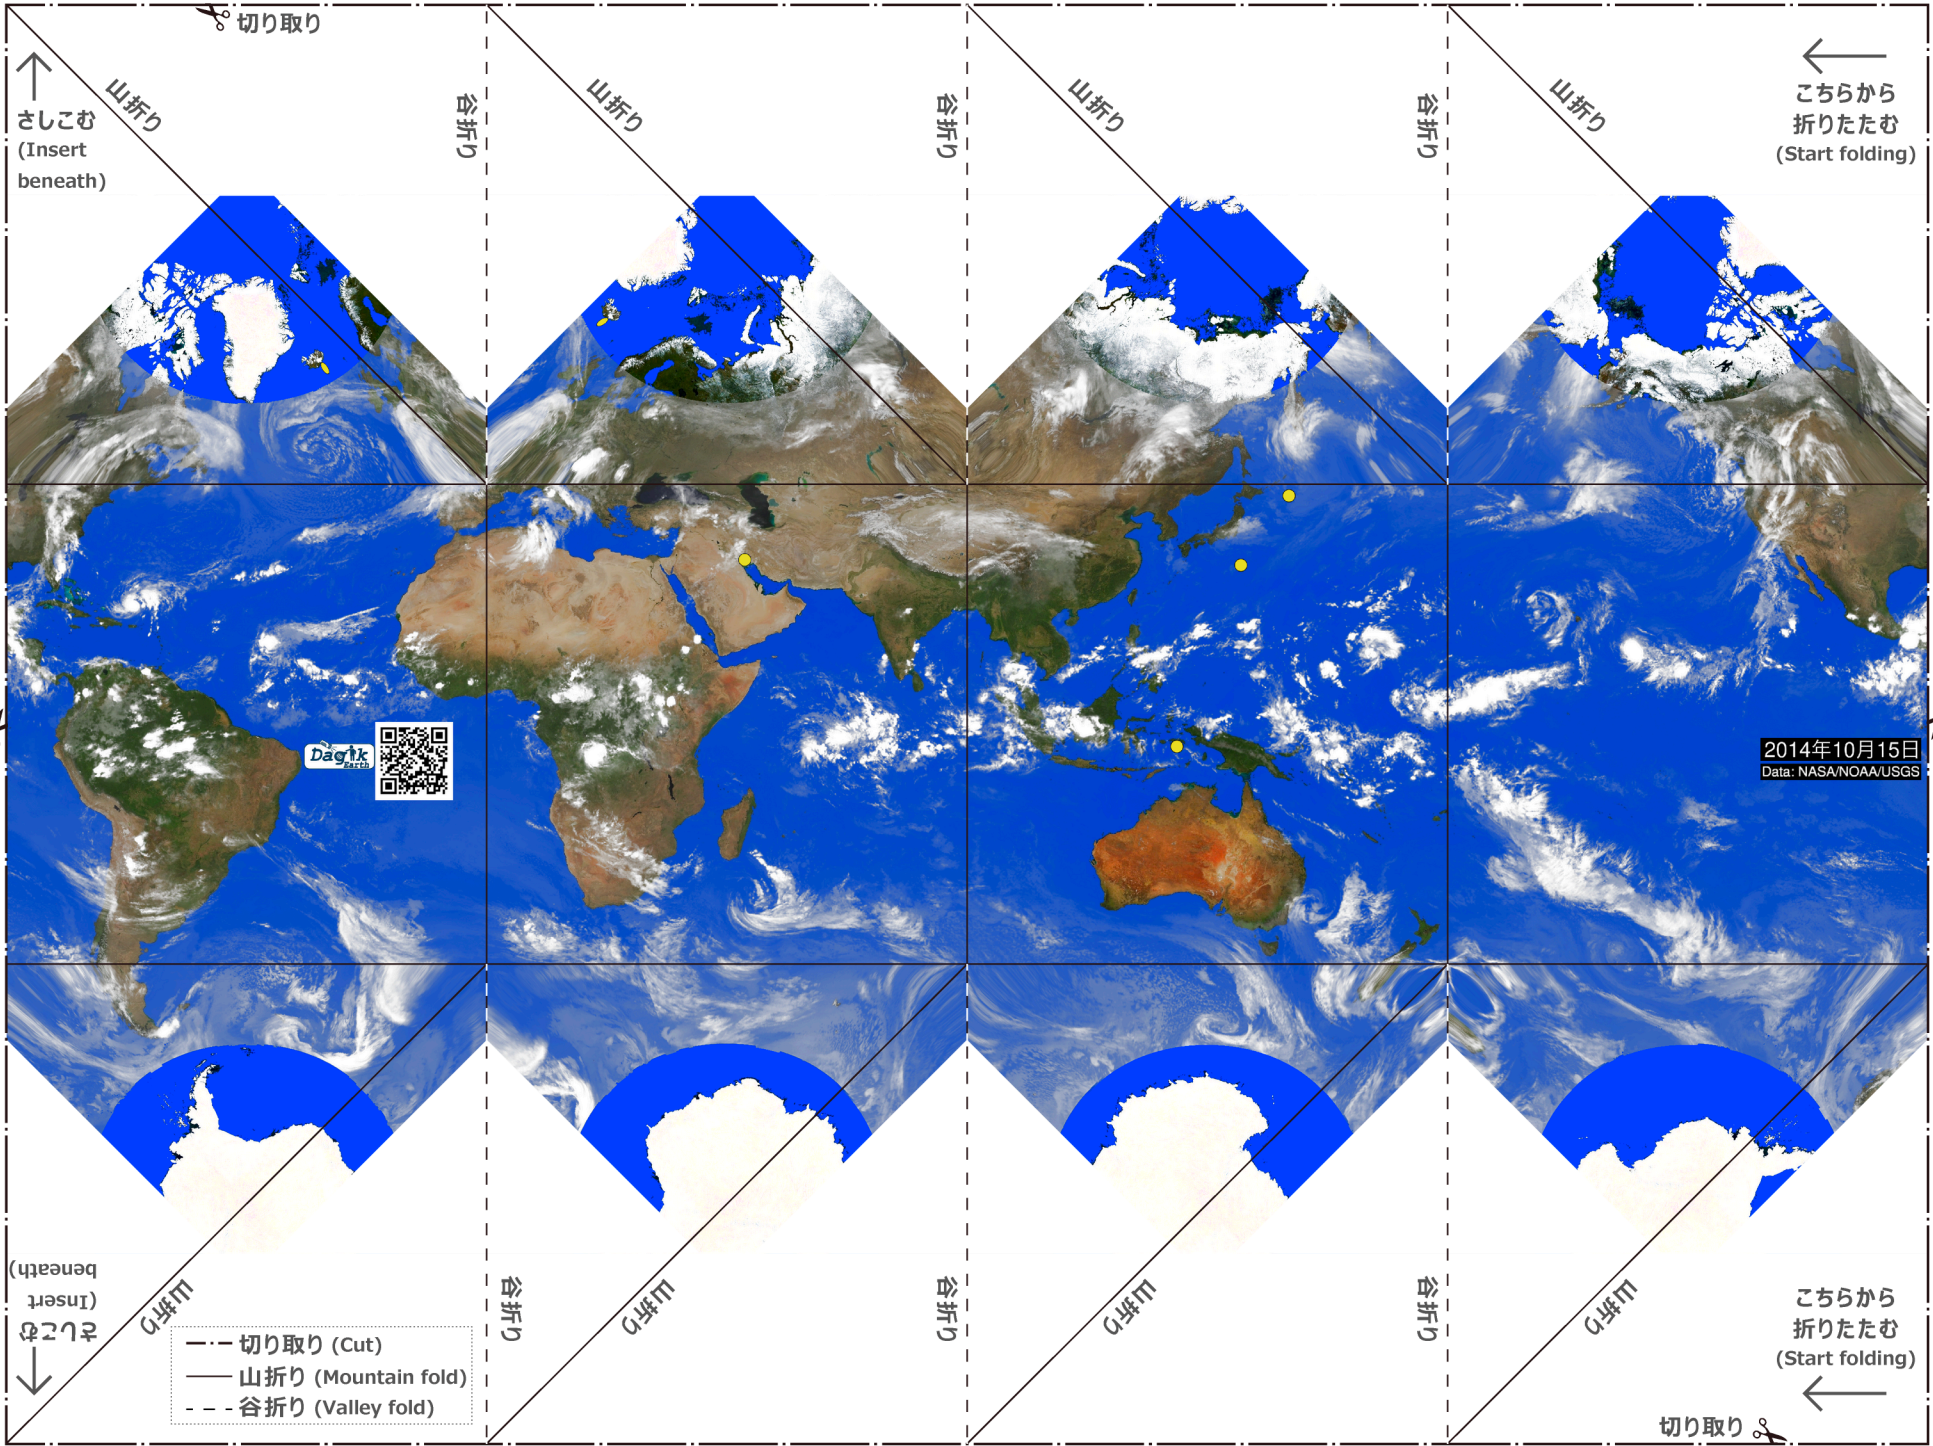 切り取り
山折り
谷折り
山折り
谷折り
山折り
谷折り
山折り
さしこむ
(Insert
beneath)
こちらから
折りたたむ
(Start folding)
Dagik
Earth
2014年10月15日
Data: NASA/NOAA/USGS
さしこむ
(Insert
beneath)
山折り
谷折り
山折り
谷折り
山折り
谷折り
山折り
こちらから
折りたたむ
(Start folding)
切り取り (Cut)
山折り (Mountain fold)
谷折り (Valley fold)
切り取り